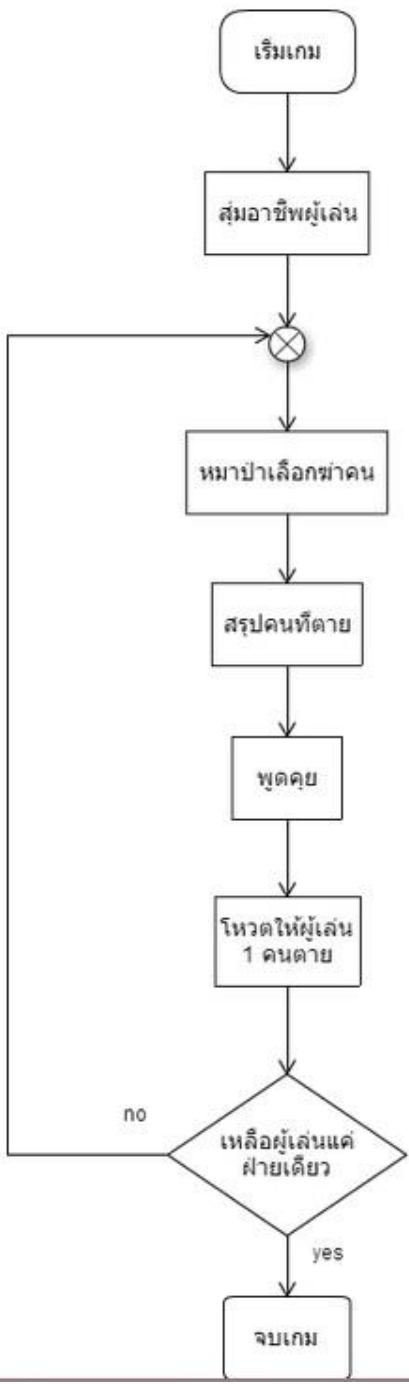 เริ่มเกม
สุ่มอาชีพผู้เล่น
หมาป่าเลือกฆ่าคน
สรุปคนที่ตาย
พูดคุย
โหวตให้ผู้เล่น
1 คนตาย
no
เหลือผู้เล่นแค่
ฝ่ายเดียว
yes
จบเกม